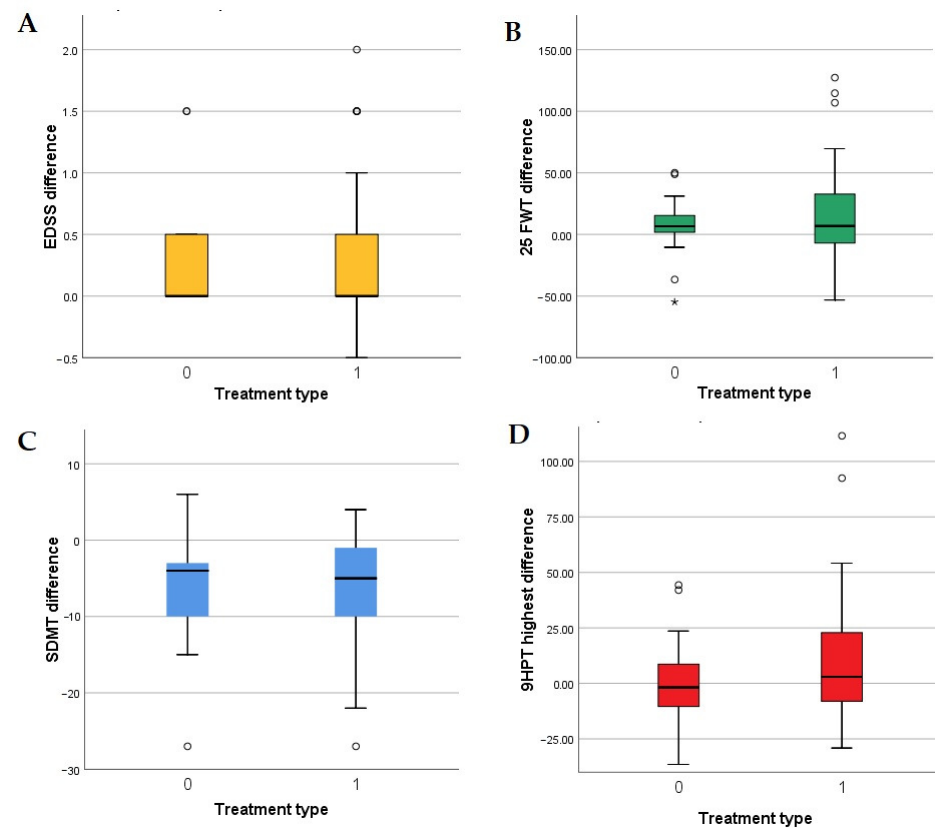 A
2.0
1.5
1.0
0.5
0.0
−0.5
EDSS difference
0 1
Treatment type
B
150.00
100.00
50.00
0.00
−50.00
−100.00
25 FWT difference
*
0 1
Treatment type
C
10
0
−10
−20
−30
SDMT difference
0 1
Treatment type
D
100.00
75.00
50.00
25.00
0.00
−25.00
9HPT highest difference
0 1
Treatment type